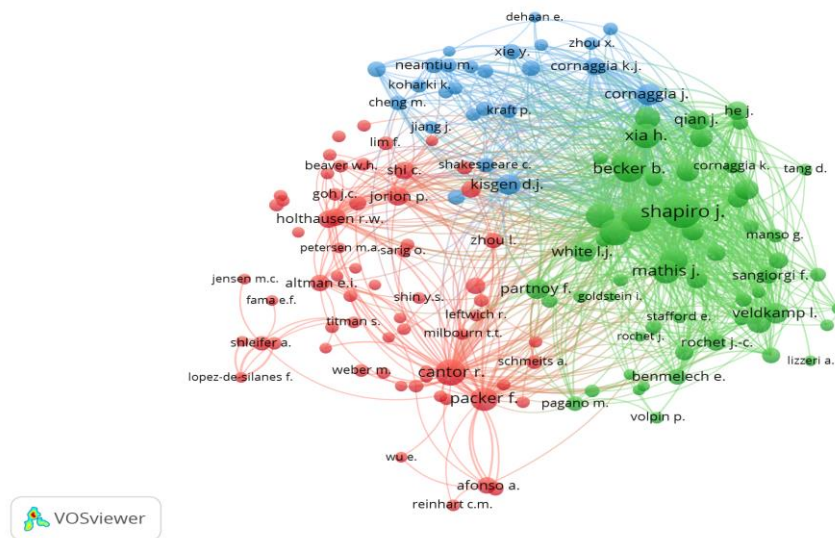 dehaan e.
xie y.
zhou x.
neamtiu m.
cornaggia k.j.
koharki k.
cornaggia j.
cheng m.
kraft p.
he j.
qian j.
jiang j.
xia h.
lim f.
beaver w.h.
shi c.
shakespeare c.
becker b.
cornaggia k.
tang d.
kisgen d.j.
goh j.c.
jorion p.
holthausen r.w.
shapiro j.
manso g.
petersen m.a.
sarig o.
zhou l.
white l.j.
mathis j.
sangiorgi f.
jensen m.c.
altman e.i.
partnoy f.
goldstein i.
fama e.f.
shin y.s.
leftwich r.
stafford e.
veldkamp l.
titman s.
milbourn t.t.
rochet j.
rochet j.-c.
shleifer a.
schmeits a.
lizzeri a.
lopez-de-silanes f.
weber m.
cantor r.
benmelech e.
packer f.
pagano m.
volpin p.
wu e.
afonso a.
reinhart c.m.
VOSviewer